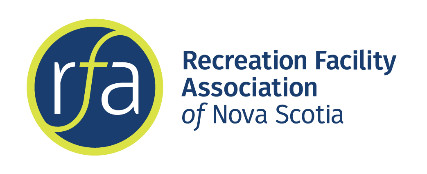 rfa
Recreation Facility
Association
of Nova Scotia